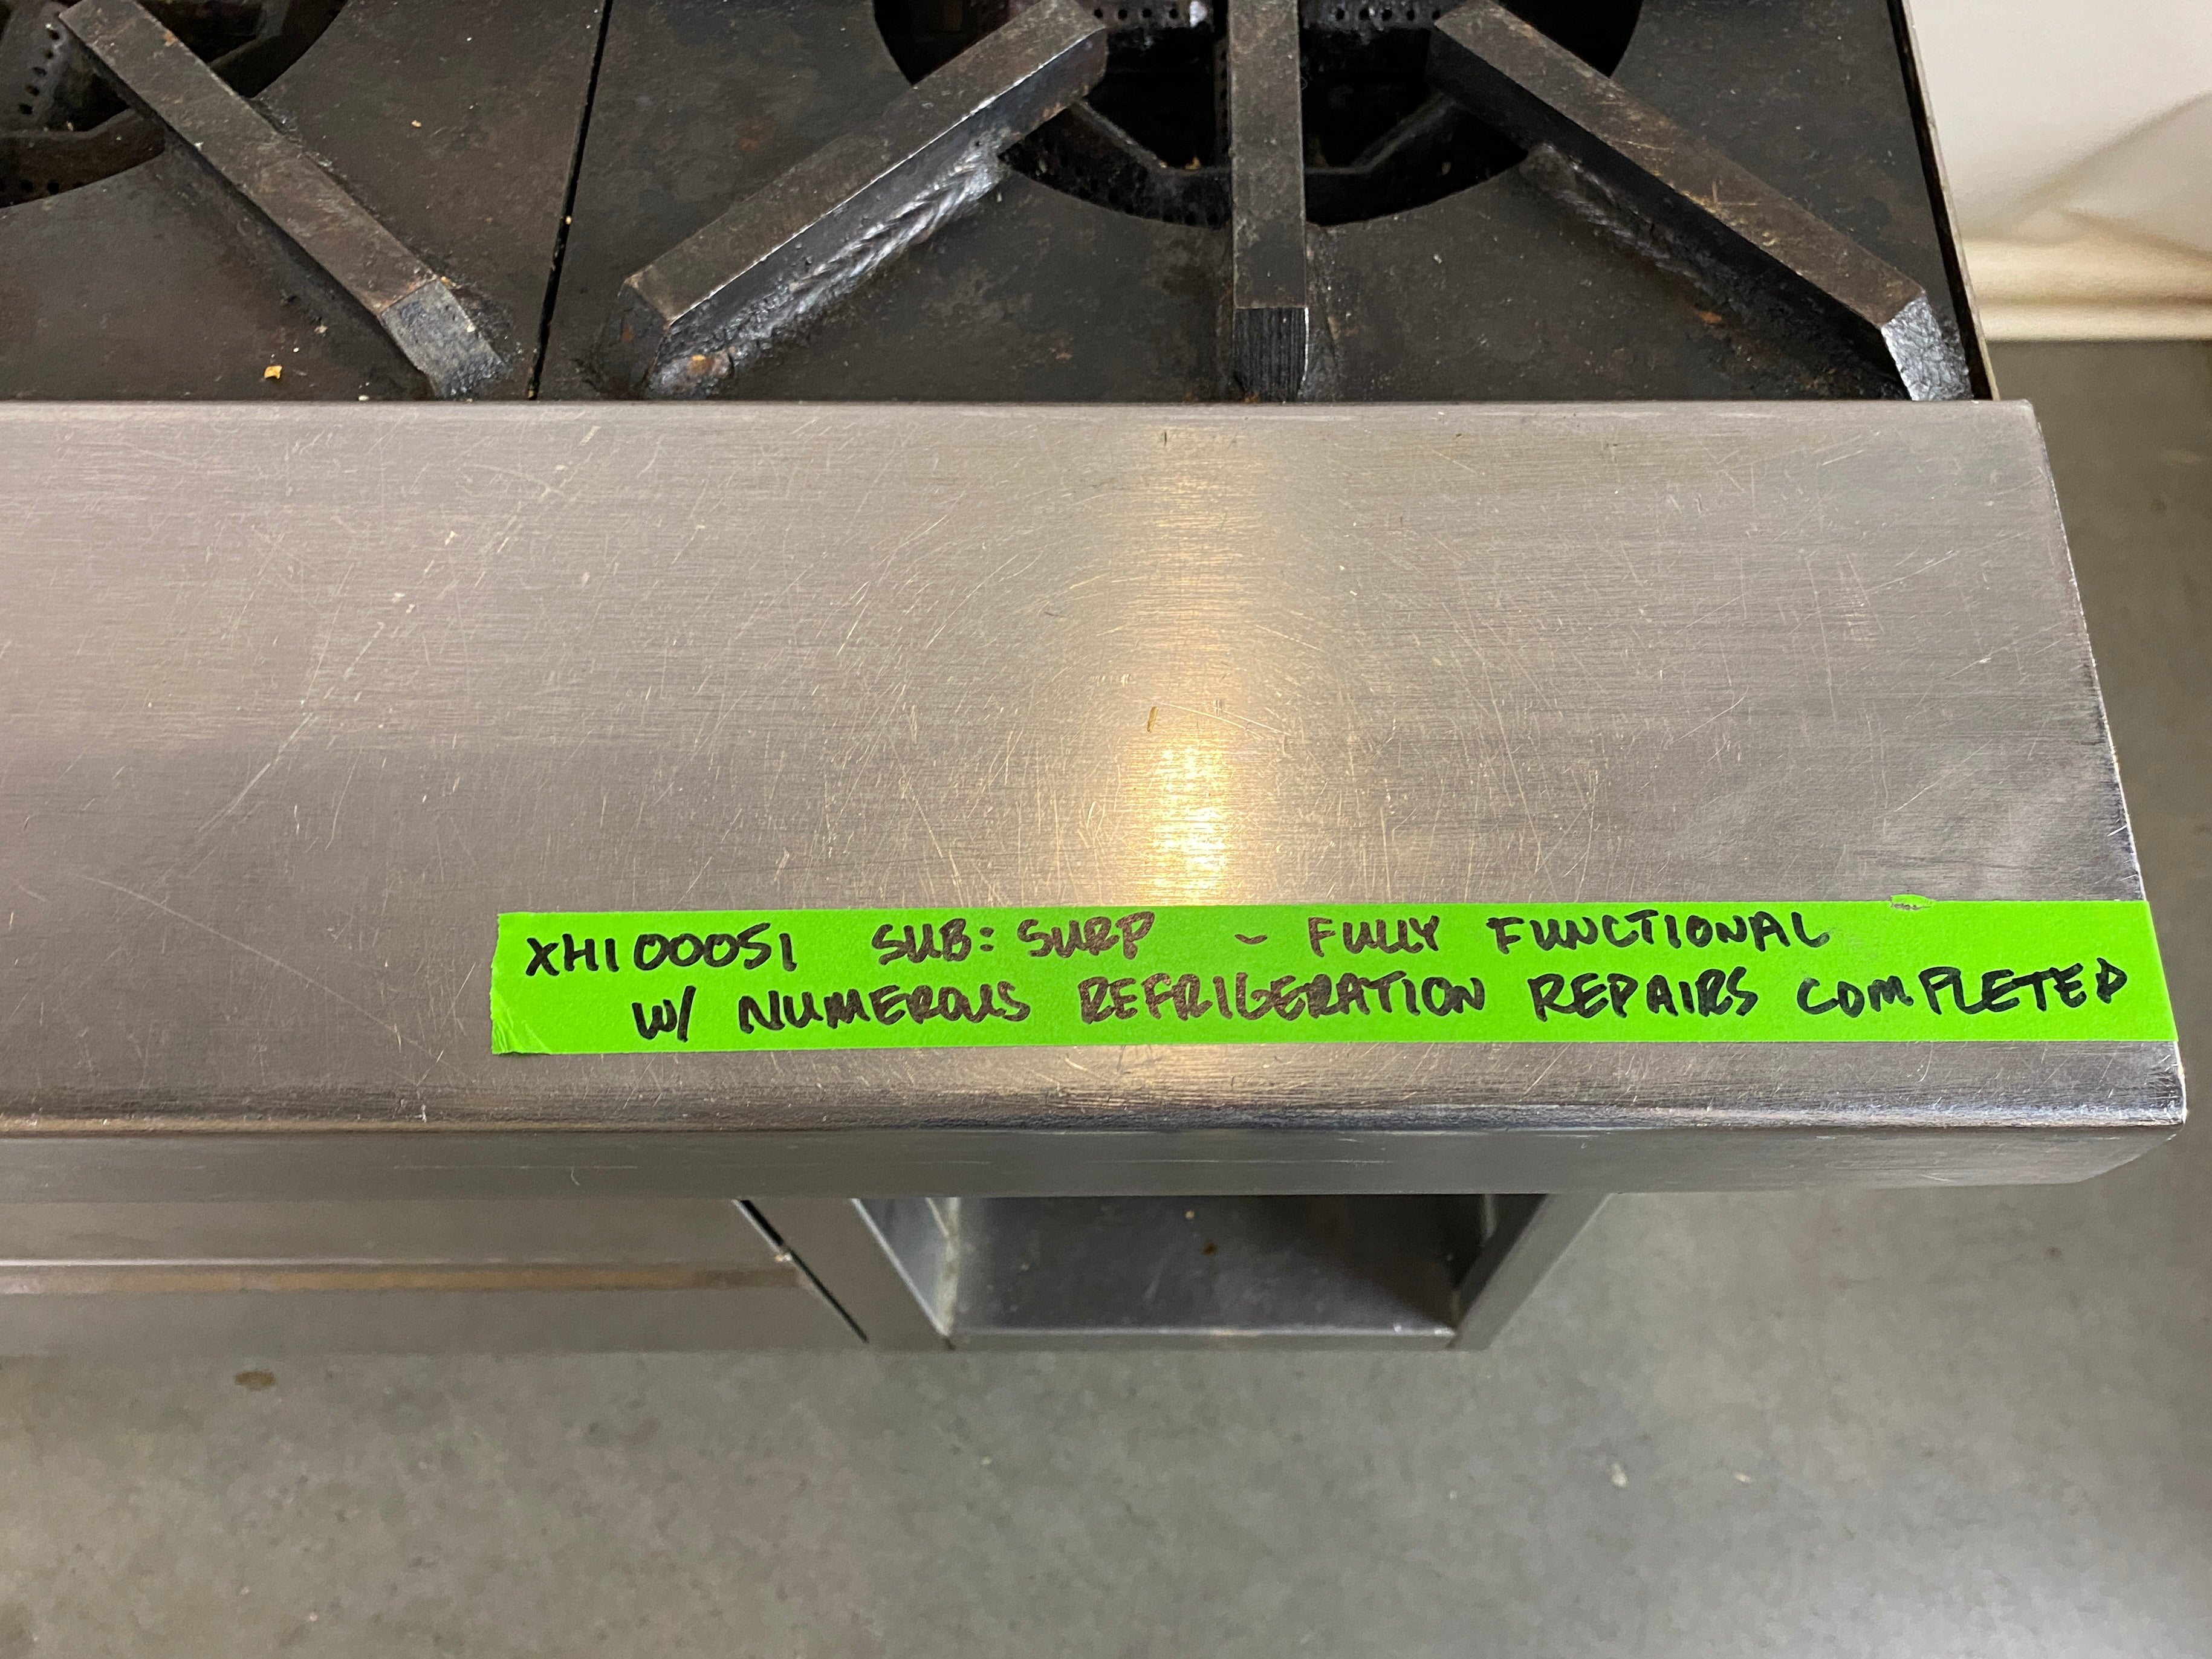 XH100051 SUB: SURP ~ FULLY FUNCTIONAL
W/ NUMEROUS REFRIGERATION REPAIRS COMPLETED